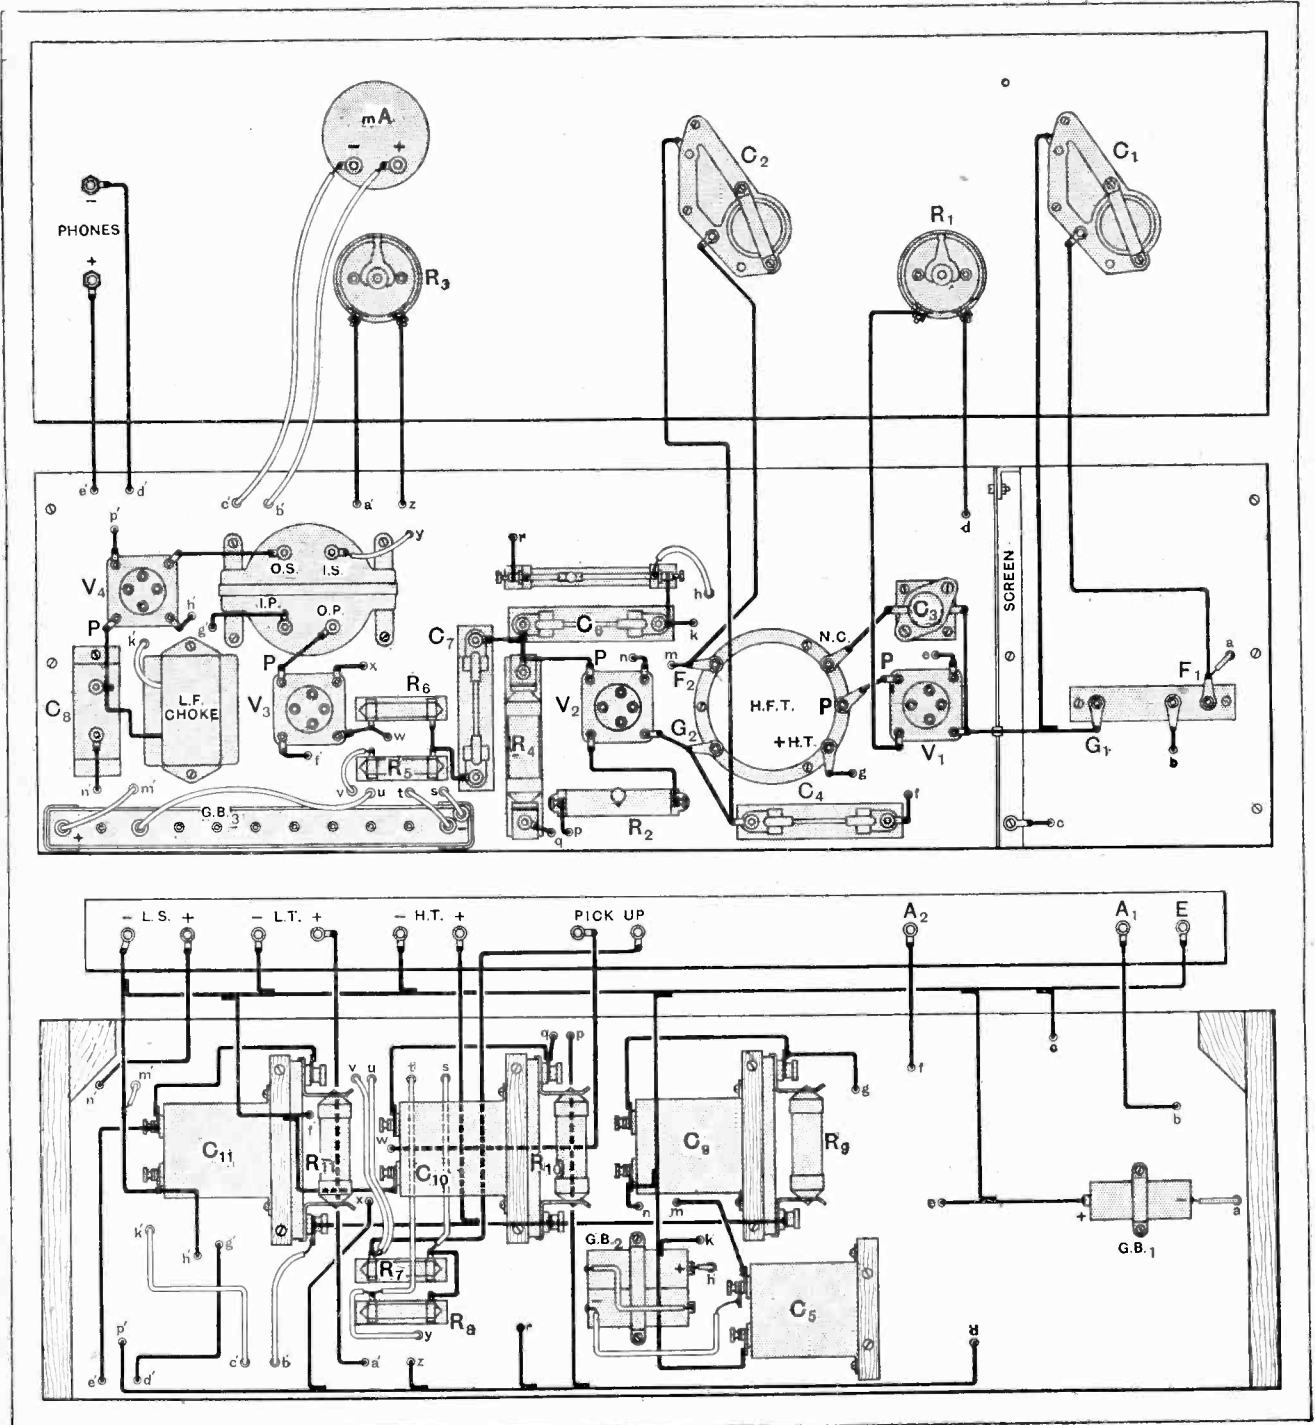 mA
- +
C2
C1
-
PHONES
+
R3
R1
e' d' c' b' a' z
d
p'
y
r
O.S. I.S.
V4
I.P. O.P.
h' g'
P
k'
C7
C6
h
k
N.C.
C3
SCREEN
m
F2
P
n
e
P
F1
a
C8
L.F.
CHOKE
P
x
V3
R6
w
f'
R5
V2
R4
G2
H.F.T.
P
+H.T.
g
V1
G1
b
n' m'
v u t s
G.B.3
+ -
q p
R2
C4
f
c
- L.S. + - L.T. + - H.T. + PICK UP A2 A1 E
n' m'
v u t s
q p
g
f
c
b
C11
f
R11
w
C10
R10
C9
R9
x
n m
e
+ -
a
G.B.1
k'
h' g'
G.B.2
k
+ h
R7
R8
C5
y
p'
r
d
e' d' c' b' a' z